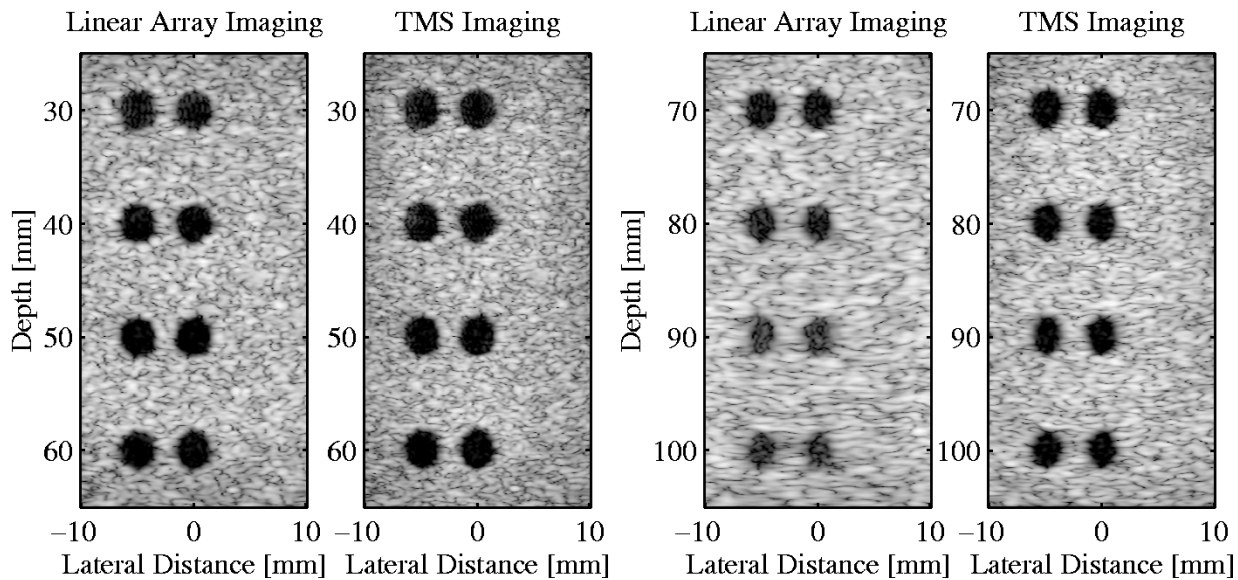 Linear Array Imaging
TMS Imaging
Linear Array Imaging
TMS Imaging
Depth [mm]
30
40
50
60
30
40
50
60
Depth [mm]
70
80
90
100
70
80
90
100
−10 0 10
−10 0 10
−10 0 10
−10 0 10
Lateral Distance [mm]
Lateral Distance [mm]
Lateral Distance [mm]
Lateral Distance [mm]